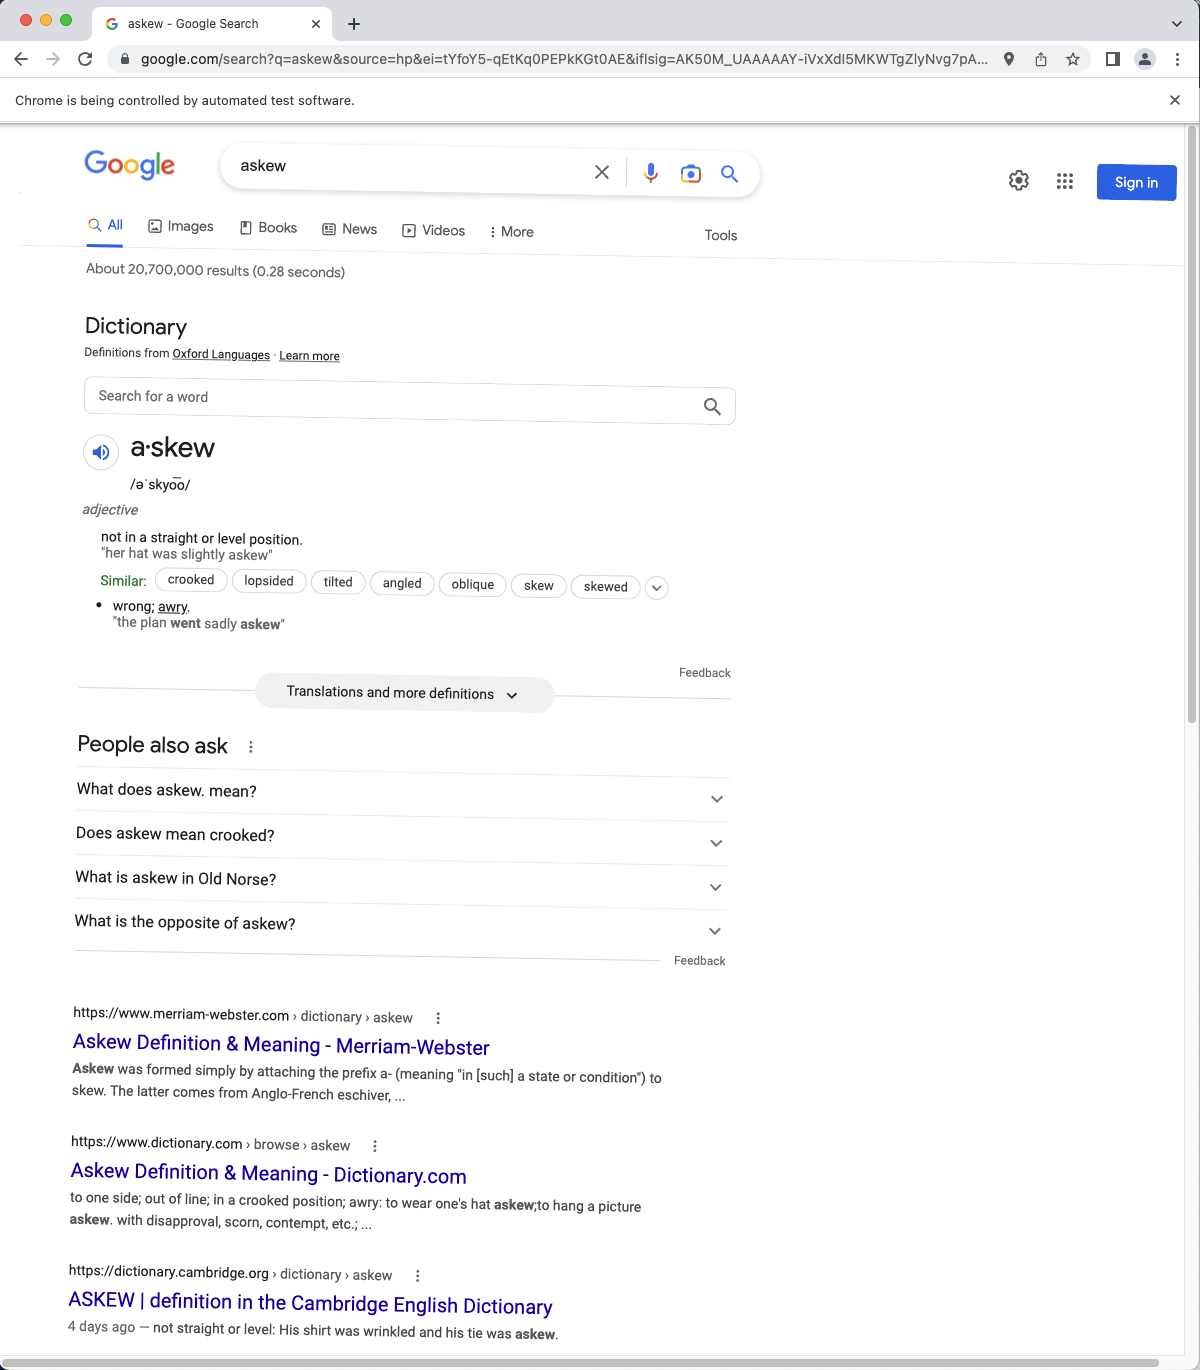 askew - Google Search
google.com/search?q=askew&source=hp&ei=tYfoY5-qEtKq0PEPkKGt0AE&iflsig=AK50M_UAAAAAY-iVxXdI5MKWTgZlyNvg7pA...
Chrome is being controlled by automated test software.
Google
askew
Sign in
All Images Books News Videos More Tools
About 20,700,000 results (0.28 seconds)
Dictionary
Definitions from Oxford Languages · Learn more
Search for a word
a·skew
/əˈskyo͞o/
adjective
not in a straight or level position.
"her hat was slightly askew"
Similar: crooked lopsided tilted angled oblique skew skewed
• wrong; awry.
"the plan went sadly askew"
Feedback
Translations and more definitions
People also ask
What does askew. mean?
Does askew mean crooked?
What is askew in Old Norse?
What is the opposite of askew?
Feedback
https://www.merriam-webster.com › dictionary › askew
Askew Definition & Meaning - Merriam-Webster
Askew was formed simply by attaching the prefix a- (meaning "in [such] a state or condition") to
skew. The latter comes from Anglo-French eschiver, ...
https://www.dictionary.com › browse › askew
Askew Definition & Meaning - Dictionary.com
to one side; out of line; in a crooked position; awry: to wear one's hat askew;to hang a picture
askew. with disapproval, scorn, contempt, etc.; ...
https://dictionary.cambridge.org › dictionary › askew
ASKEW | definition in the Cambridge English Dictionary
4 days ago — not straight or level: His shirt was wrinkled and his tie was askew.